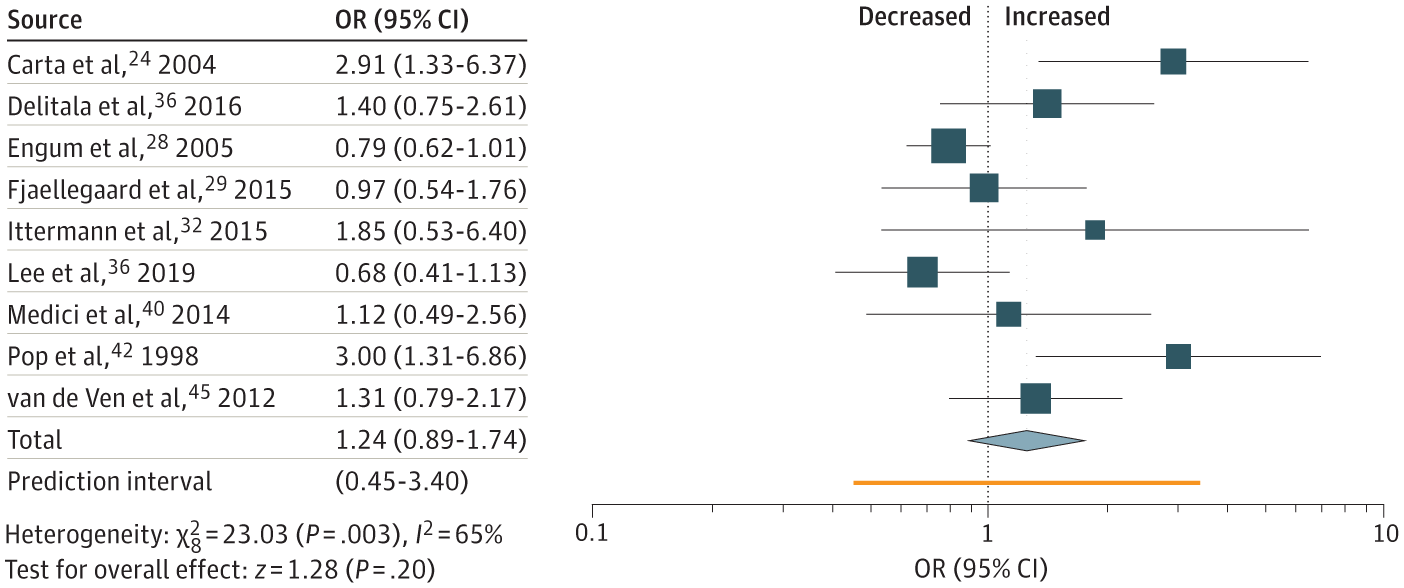 Source OR (95% CI) Decreased Increased
Carta et al,24 2004 2.91 (1.33-6.37)
Delitala et al,36 2016 1.40 (0.75-2.61)
Engum et al,28 2005 0.79 (0.62-1.01)
Fjaellegaard et al,29 2015 0.97 (0.54-1.76)
Ittermann et al,32 2015 1.85 (0.53-6.40)
Lee et al,36 2019 0.68 (0.41-1.13)
Medici et al,40 2014 1.12 (0.49-2.56)
Pop et al,42 1998 3.00 (1.31-6.86)
van de Ven et al,45 2012 1.31 (0.79-2.17)
Total 1.24 (0.89-1.74)
Prediction interval (0.45-3.40)
Heterogeneity: χ²₈ = 23.03 (P = .003), I² = 65%
Test for overall effect: z = 1.28 (P = .20)
0.1 1 10
OR (95% CI)